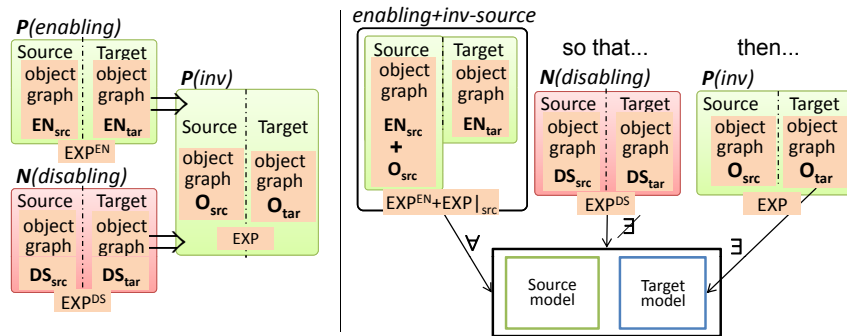 P(enabling)
Source Target
object graph ENsrc
object graph ENtar
EXPEN
N(disabling)
Source Target
object graph DSsrc
object graph DStar
EXPDS
P(inv)
Source Target
object graph Osrc
object graph Otar
EXP
enabling+inv-source
Source Target
object graph ENsrc + Osrc
object graph ENtar
EXPEN+EXP|src
so that...
N(disabling)
Source Target
object graph DSsrc
object graph DStar
EXPDS
then...
P(inv)
Source Target
object graph Osrc
object graph Otar
EXP
∀
∄
∃
Source model
Target model